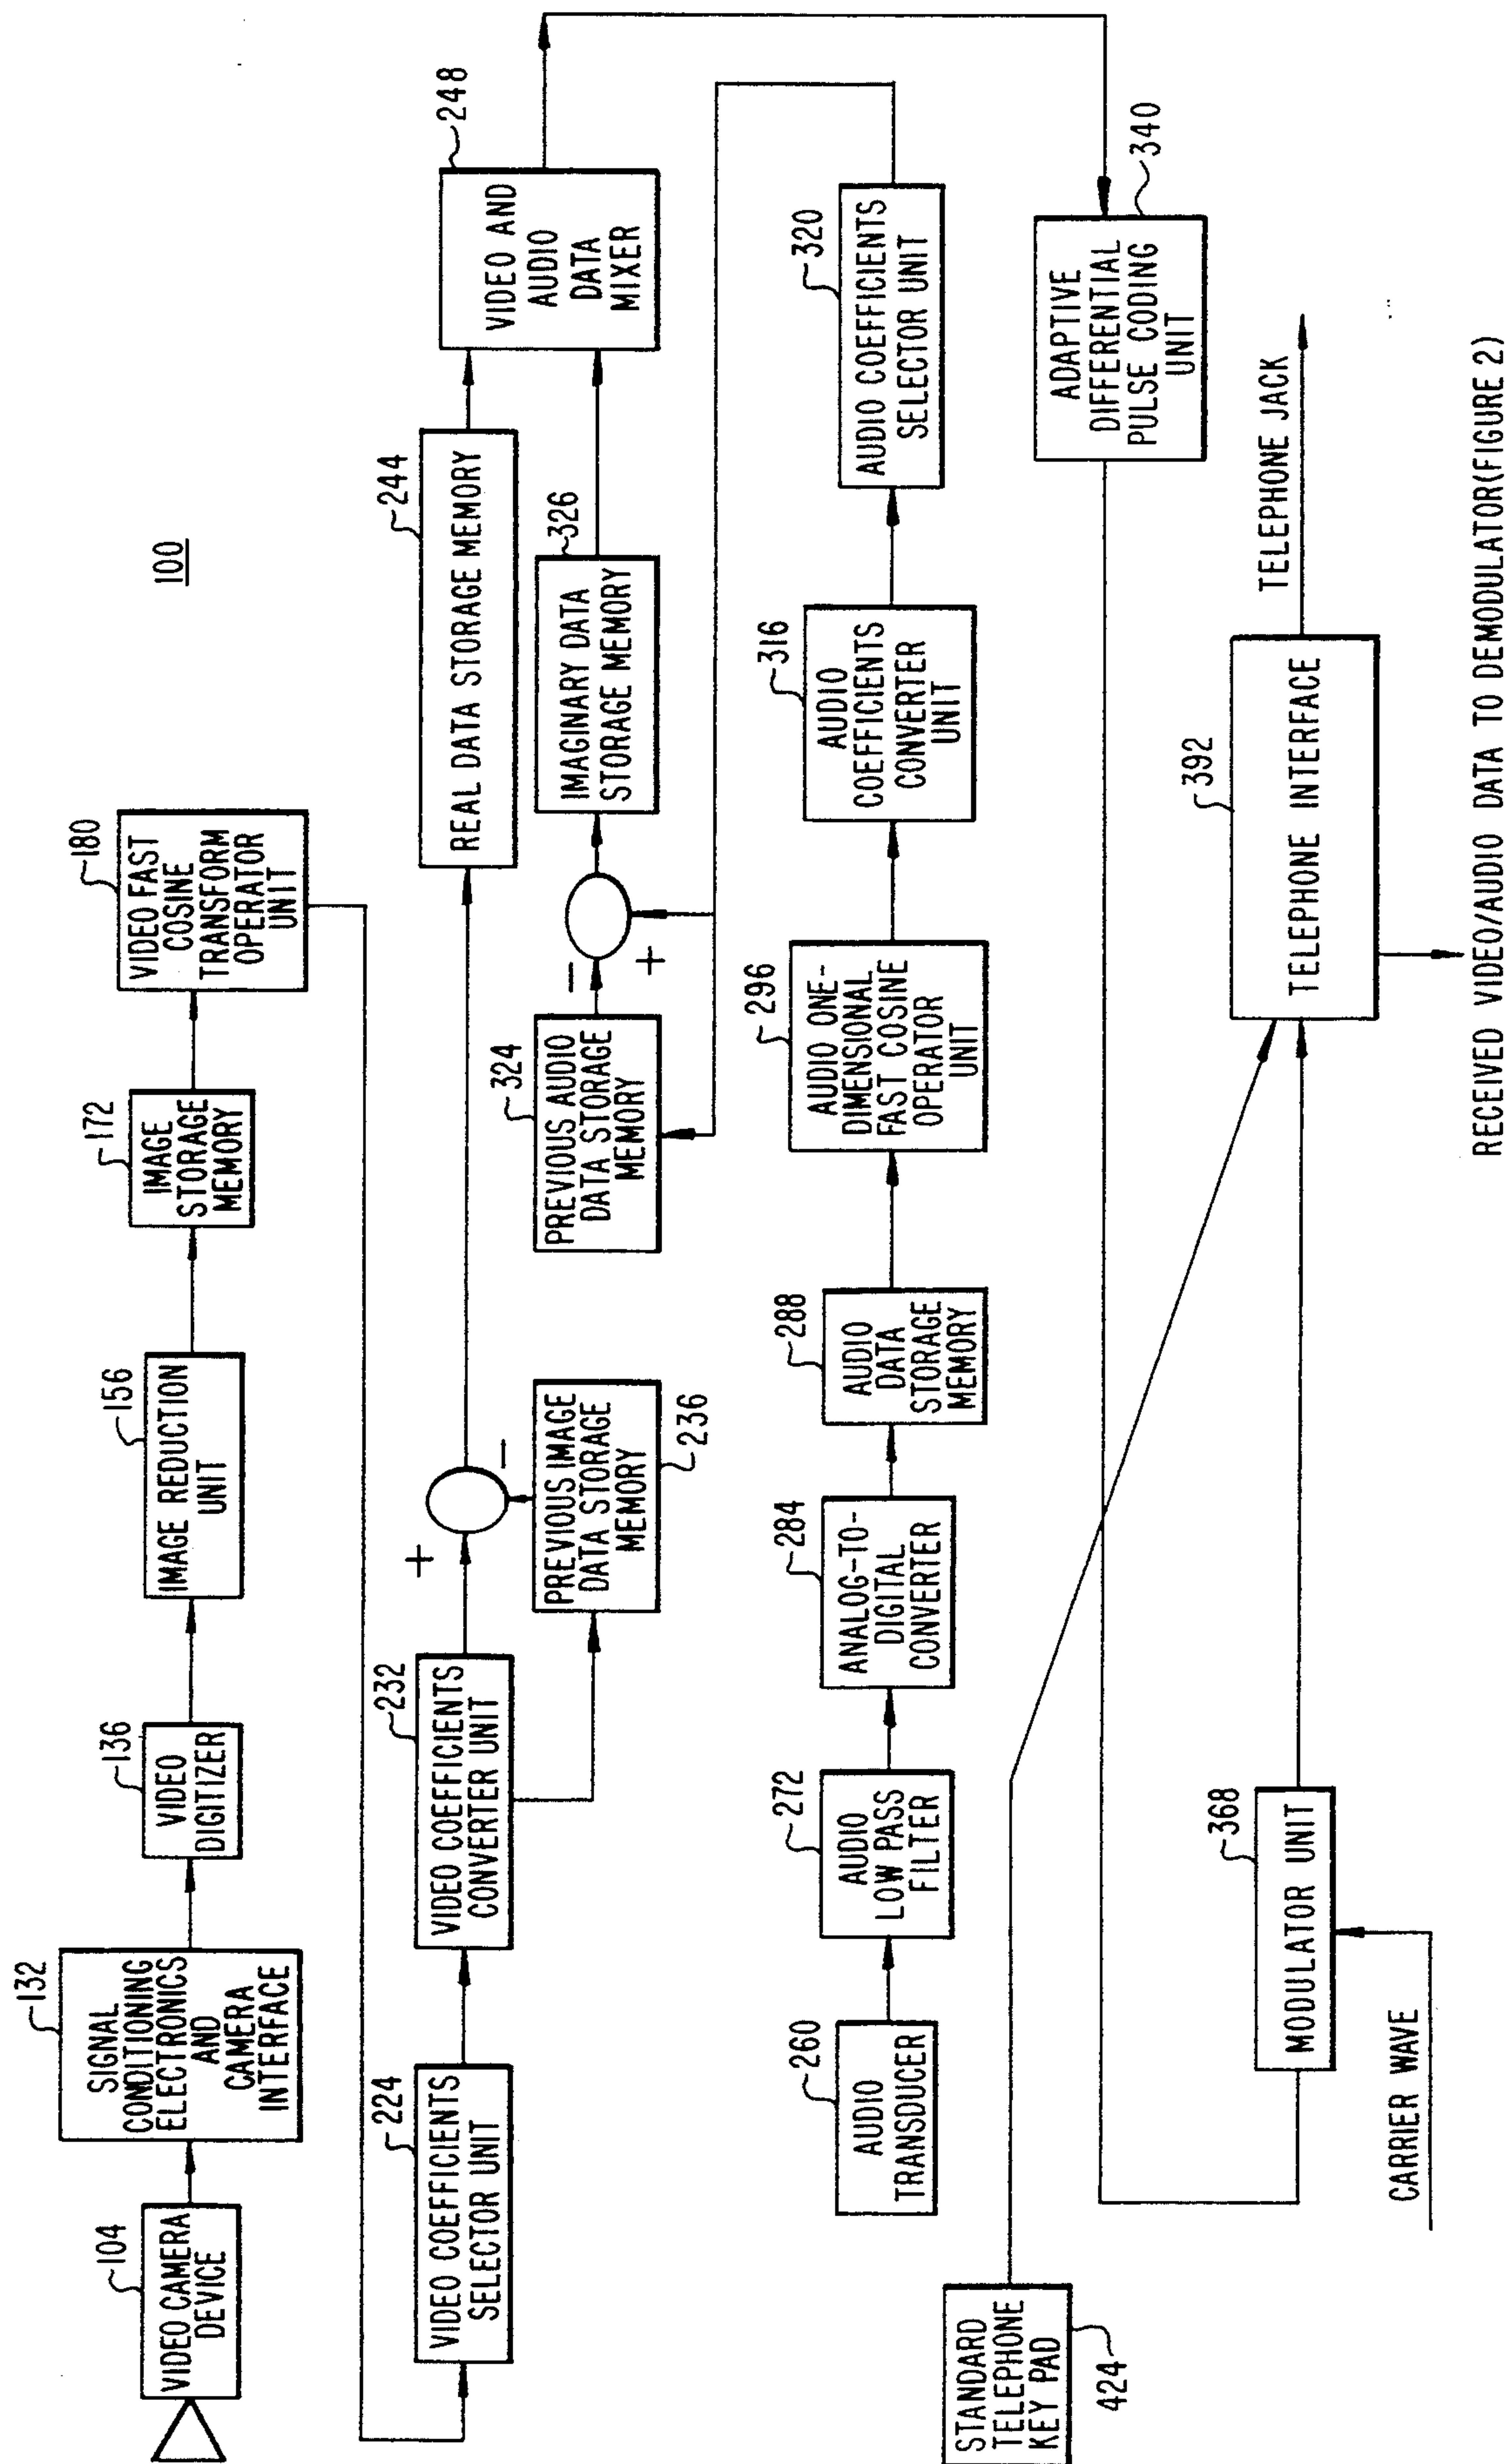 100
104
VIDEO CAMERA
DEVICE
132
SIGNAL
CONDITIONING
ELECTRONICS
AND
CAMERA
INTERFACE
136
VIDEO
DIGITIZER
156
IMAGE REDUCTION
UNIT
172
IMAGE
STORAGE
MEMORY
180
VIDEO FAST
COSINE
TRANSFORM
OPERATOR
UNIT
224
VIDEO COEFFICIENTS
SELECTOR UNIT
232
VIDEO COEFFICIENTS
CONVERTER UNIT
+
−
PREVIOUS IMAGE
DATA STORAGE
MEMORY
236
244
REAL DATA STORAGE MEMORY
248
VIDEO AND
AUDIO
DATA
MIXER
324
PREVIOUS AUDIO
DATA STORAGE
MEMORY
−
+
326
IMAGINARY DATA
STORAGE MEMORY
260
AUDIO
TRANSDUCER
272
AUDIO
LOW PASS
FILTER
284
ANALOG-TO-
DIGITAL
CONVERTER
288
AUDIO
DATA
STORAGE
MEMORY
296
AUDIO ONE-
DIMENSIONAL
FAST COSINE
OPERATOR
UNIT
316
AUDIO
COEFFICIENTS
CONVERTER
UNIT
320
AUDIO COEFFICIENTS
SELECTOR UNIT
STANDARD
TELEPHONE
KEY PAD
424
ADAPTIVE
DIFFERENTIAL
PULSE CODING
UNIT
340
368
MODULATOR UNIT
CARRIER WAVE
392
TELEPHONE INTERFACE
TELEPHONE JACK
RECEIVED VIDEO/AUDIO DATA TO DEMODULATOR(FIGURE 2)